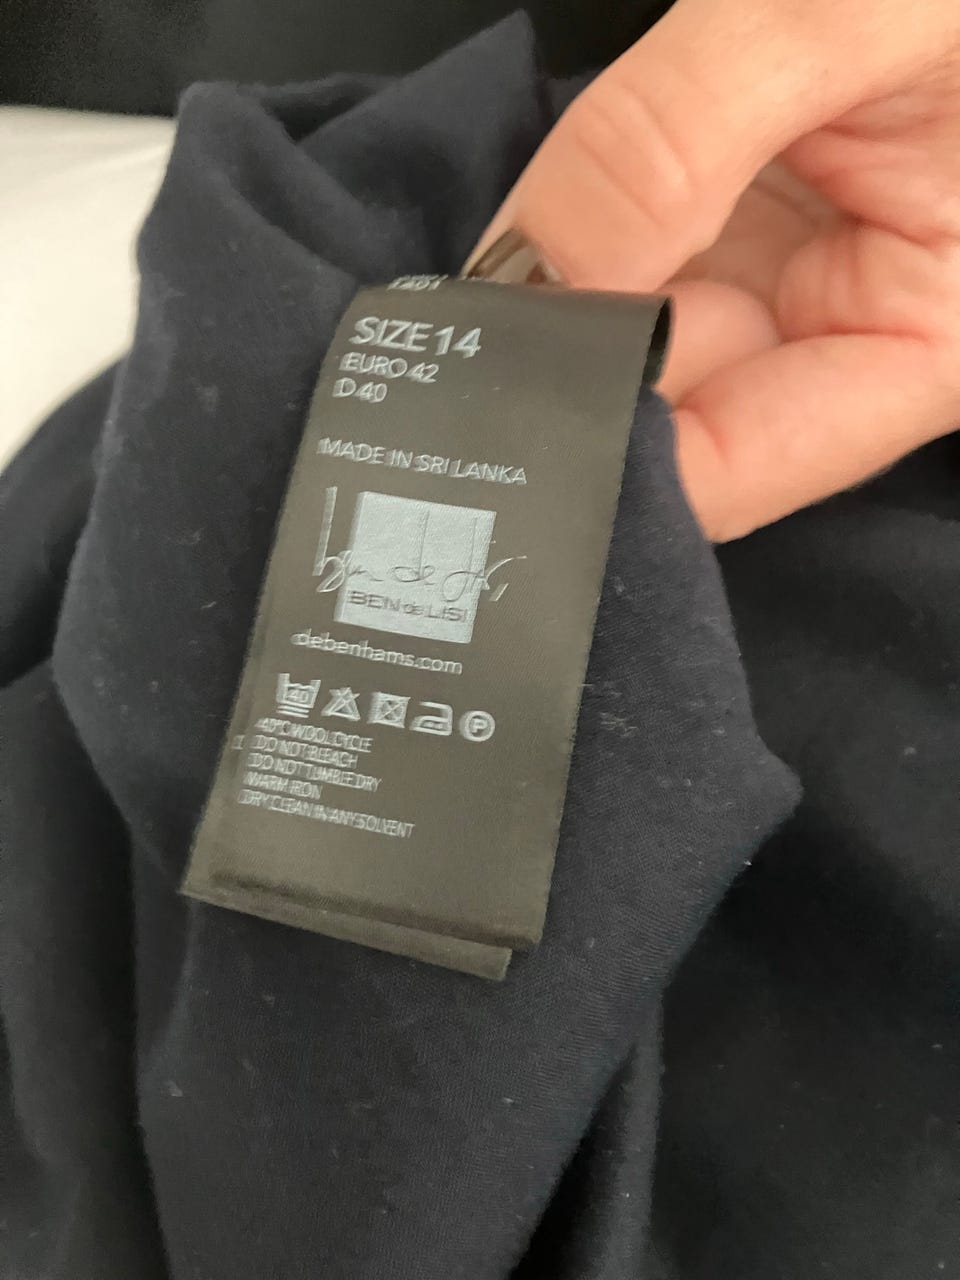 SIZE 14
EURO 42
D 40
MADE IN SRI LANKA
BEN de LISI
debenhams.com
40 P
40°C WOOL CYCLE
DO NOT BLEACH
DO NOT TUMBLE DRY
WARM IRON
DRY CLEAN IN ANY SOLVENT